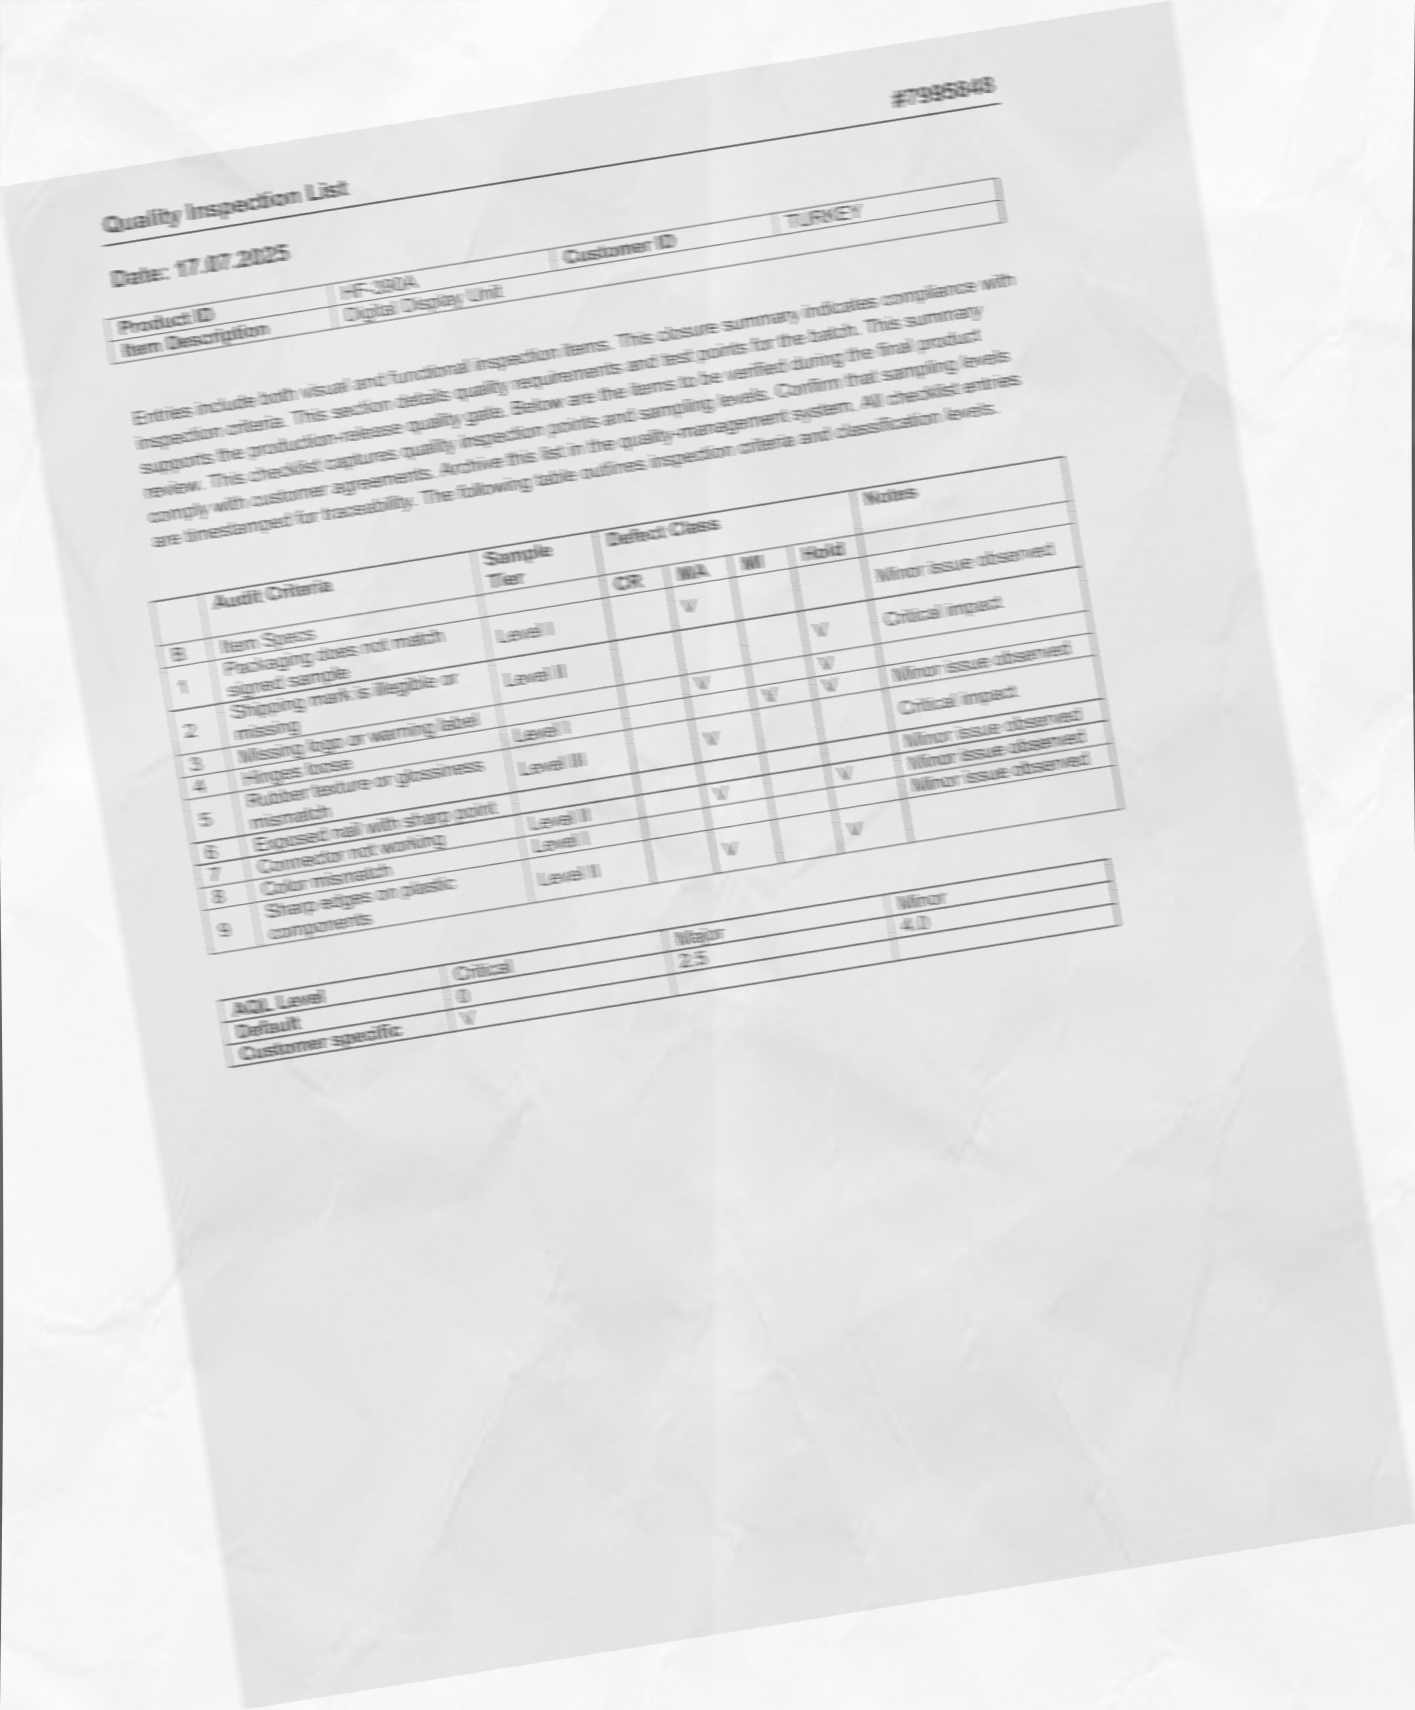 Quality Inspection List
Date: 17.07.2025
Product ID HF-390A Customer ID TURKEY
Item Description Digital Display Unit
Entries include both visual and functional inspection items. This closure summary indicates compliance with
inspection criteria. This section details quality requirements and test points for the batch. This summary
supports the production-release quality gate. Below are the items to be verified during the final product
review. This checklist captures quality inspection points and sampling levels. Confirm that sampling levels
comply with customer agreements. Archive this list in the quality-management system. All checklist entries
are timestamped for traceability. The following table outlines inspection criteria and classification levels.
Audit Criteria Sample Tier Defect Class Notes
B. Item Specs CR MA MI Hold
1 Packaging does not match signed sample Level I V Minor issue observed
2 Shipping mark is illegible or missing Level II V Critical impact
3 Missing logo or warning label V V
4 Hinges loose Level I V V Minor issue observed
5 Rubber texture or glossiness mismatch Level III V Critical impact
6 Exposed nail with sharp point Minor issue observed
7 Connector not working Level II V V Minor issue observed
8 Color mismatch Level I Minor issue observed
9 Sharp edges on plastic components Level II V V
AQL Level Critical Major Minor
Default 0 2.5 4.0
Customer specific V